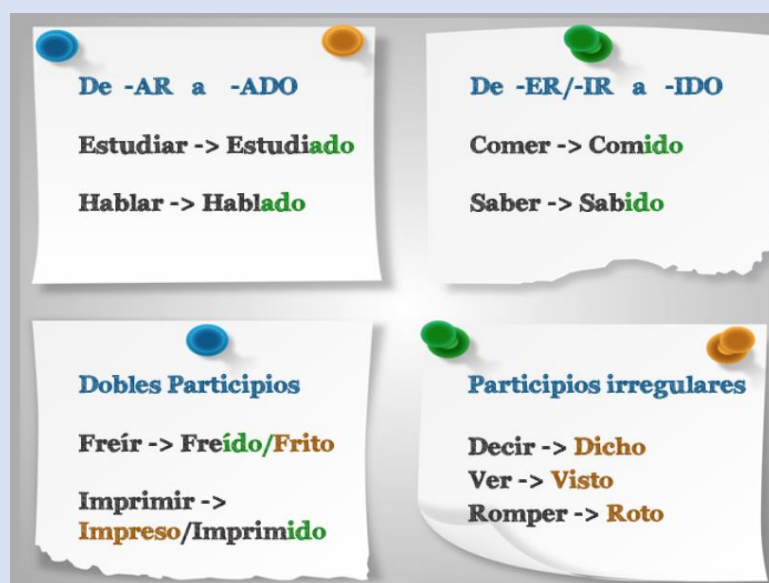 De -AR a -ADO
Estudiar -> Estudiado
Hablar -> Hablado
De -ER/-IR a -IDO
Comer -> Comido
Saber -> Sabido
Dobles Participios
Freír -> Freído/Frito
Imprimir ->
Impreso/Imprimido
Participios irregulares
Decir -> Dicho
Ver -> Visto
Romper -> Roto